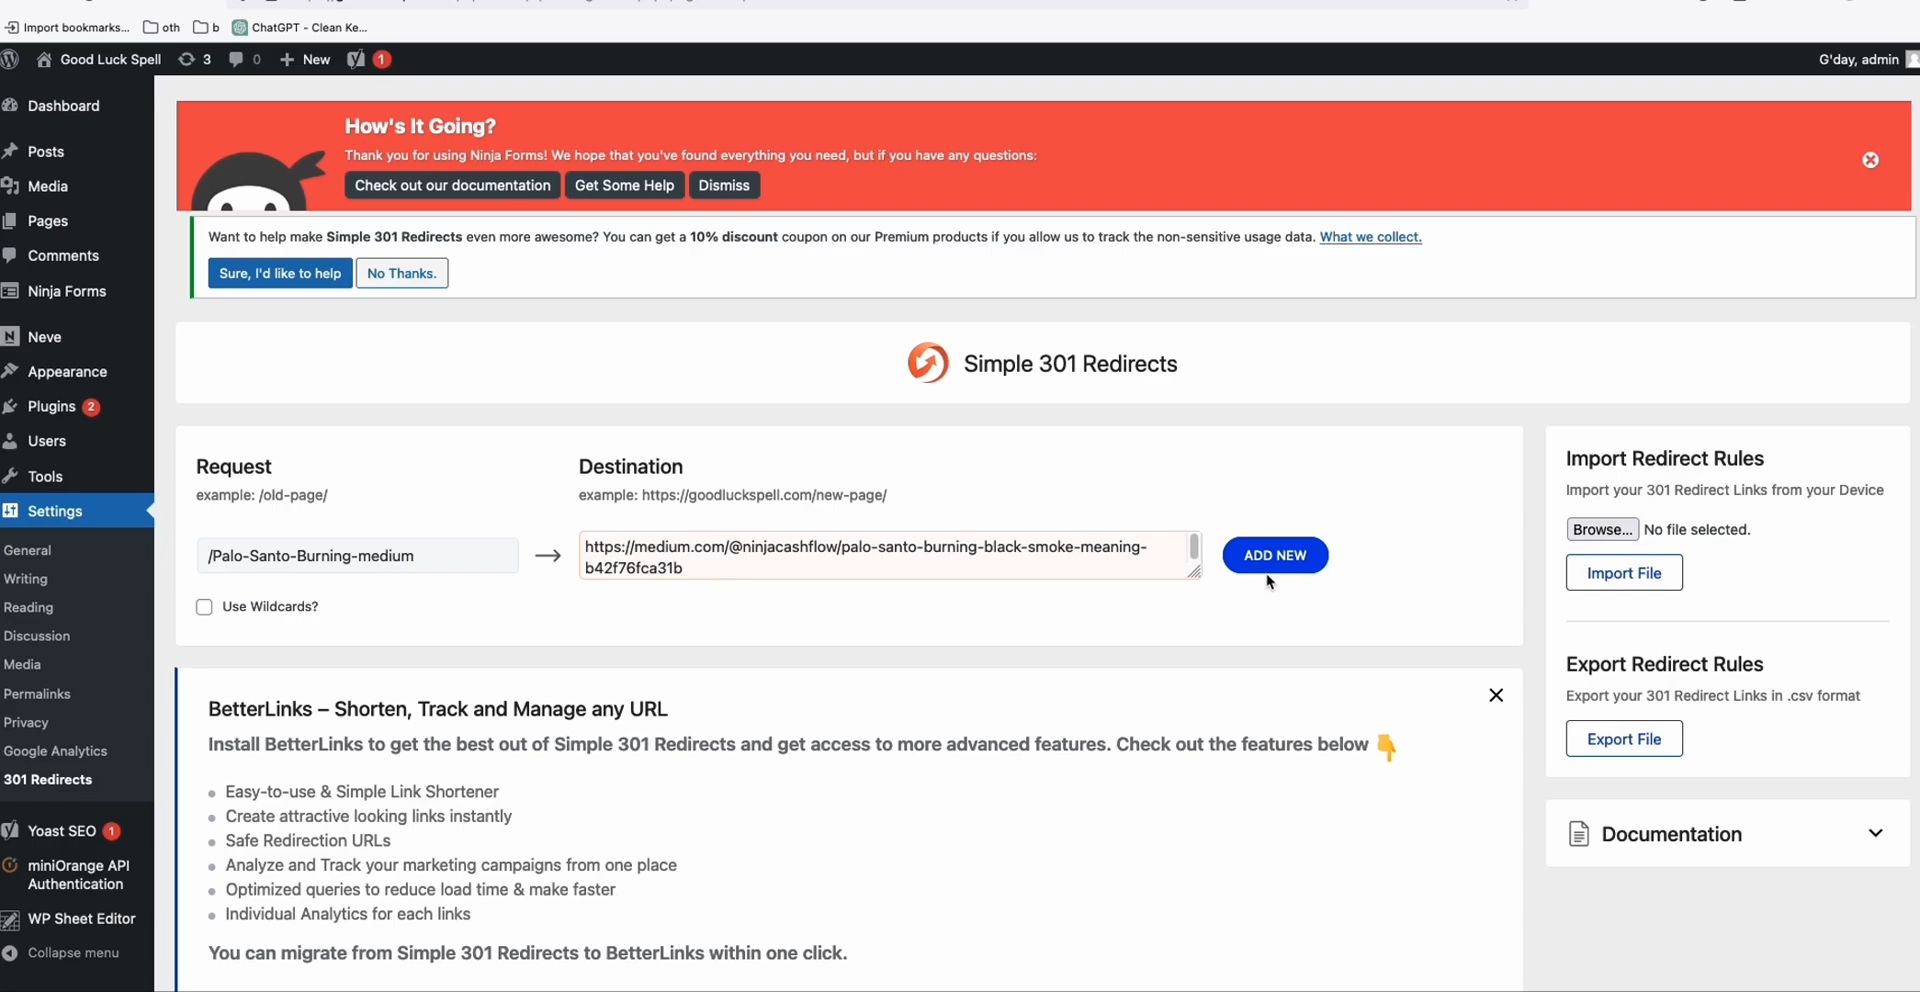 Import bookmarks...
oth
b
ChatGPT - Clean Ke...
Good Luck Spell
3
0
New
1
G'day, admin
Dashboard
Posts
Media
Pages
Comments
Ninja Forms
Neve
Appearance
Plugins 2
Users
Tools
Settings
General
Writing
Reading
Discussion
Media
Permalinks
Privacy
Google Analytics
301 Redirects
Yoast SEO 1
miniOrange API
Authentication
WP Sheet Editor
Collapse menu
How's It Going?
Thank you for using Ninja Forms! We hope that you've found everything you need, but if you have any questions:
Check out our documentation
Get Some Help
Dismiss
Want to help make Simple 301 Redirects even more awesome? You can get a 10% discount coupon on our Premium products if you allow us to track the non-sensitive usage data. What we collect.
Sure, I'd like to help
No Thanks.
Simple 301 Redirects
Request
example: /old-page/
Destination
example: https://goodluckspell.com/new-page/
/Palo-Santo-Burning-medium
https://medium.com/@ninjacashflow/palo-santo-burning-black-smoke-meaning-
b42f76fca31b
ADD NEW
Use Wildcards?
BetterLinks – Shorten, Track and Manage any URL
Install BetterLinks to get the best out of Simple 301 Redirects and get access to more advanced features. Check out the features below 👇
Easy-to-use & Simple Link Shortener
Create attractive looking links instantly
Safe Redirection URLs
Analyze and Track your marketing campaigns from one place
Optimized queries to reduce load time & make faster
Individual Analytics for each links
You can migrate from Simple 301 Redirects to BetterLinks within one click.
Import Redirect Rules
Import your 301 Redirect Links from your Device
Browse... No file selected.
Import File
Export Redirect Rules
Export your 301 Redirect Links in .csv format
Export File
Documentation